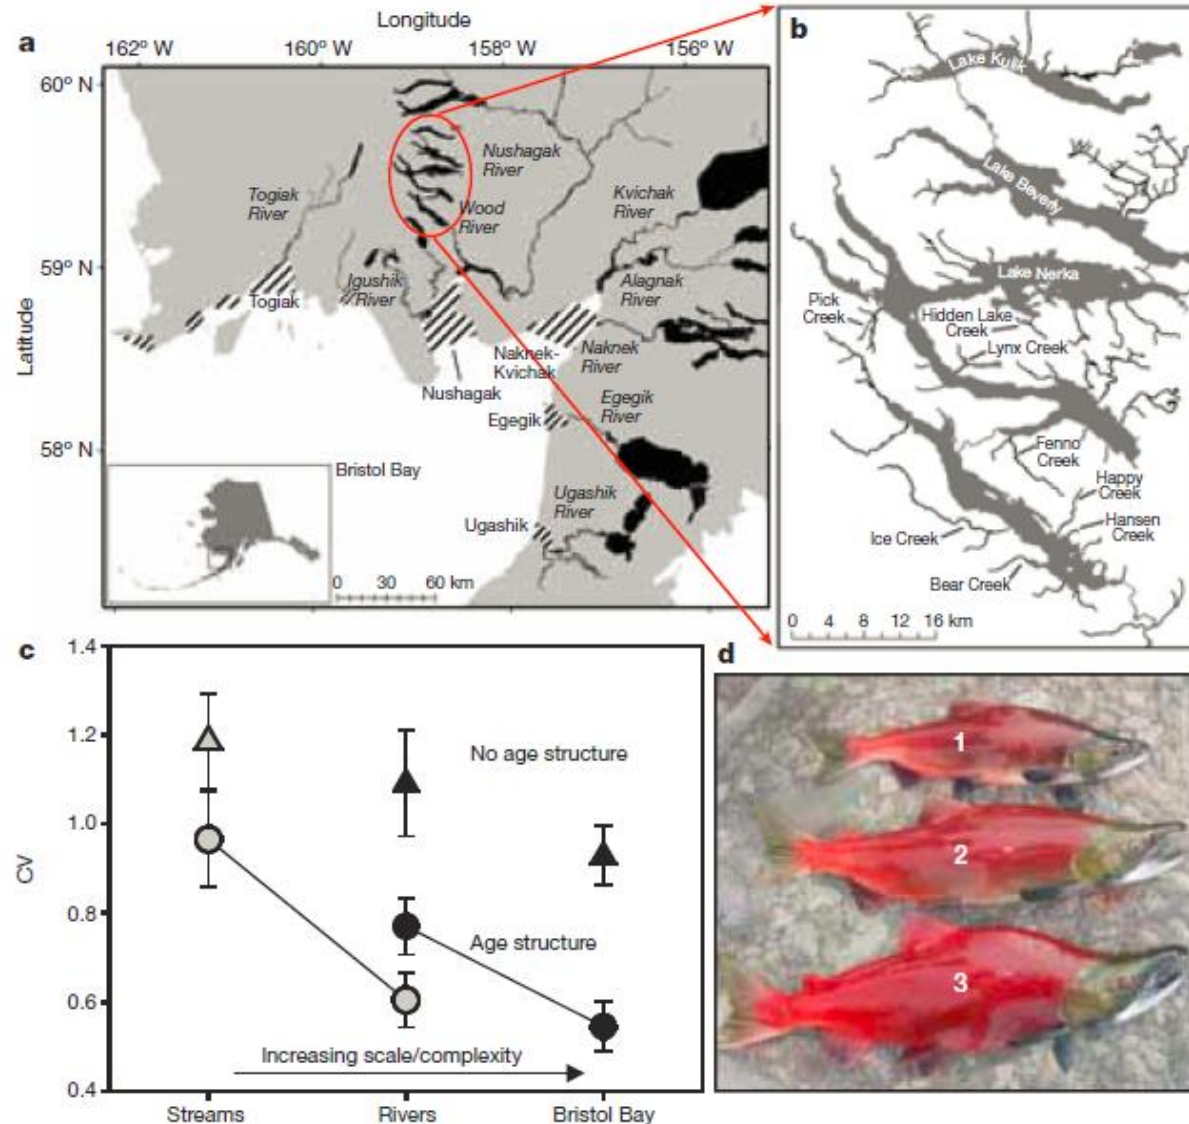 a
Longitude
162° W
160° W
158° W
156° W
60° N
59° N
58° N
Latitude
Togiak
River
Nushagak
River
Wood
River
Kvichak
River
Igushik
River
Alagnak
River
Togiak
Naknek-
Kvichak
Naknek
River
Nushagak
Egegik
River
Egegik
Bristol Bay
Ugashik
River
Ugashik
0 30 60 km
b
Lake Kulik
Lake Beverly
Lake Nerka
Pick
Creek
Hidden Lake
Creek
Lynx Creek
Fenno
Creek
Happy
Creek
Hansen
Creek
Ice Creek
Bear Creek
0 4 8 12 16 km
c
1.4
1.2
1.0
0.8
0.6
0.4
CV
No age structure
Age structure
Increasing scale/complexity
Streams
Rivers
Bristol Bay
d
1
2
3